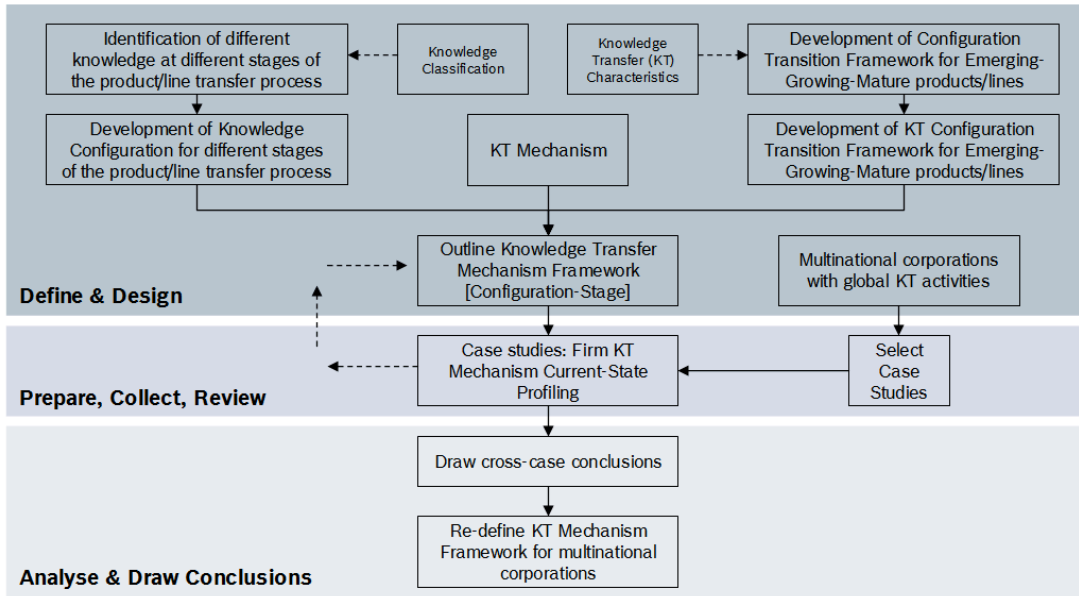 Identification of different
knowledge at different stages of
the product/line transfer process
Knowledge
Classification
Knowledge
Transfer (KT)
Characteristics
Development of Configuration
Transition Framework for Emerging-
Growing-Mature products/lines
Development of Knowledge
Configuration for different stages
of the product/line transfer process
KT Mechanism
Development of KT Configuration
Transition Framework for Emerging-
Growing-Mature products/lines
Outline Knowledge Transfer
Mechanism Framework
[Configuration-Stage]
Multinational corporations
with global KT activities
Define & Design
Case studies: Firm KT
Mechanism Current-State
Profiling
Select
Case
Studies
Prepare, Collect, Review
Draw cross-case conclusions
Re-define KT Mechanism
Framework for multinational
corporations
Analyse & Draw Conclusions